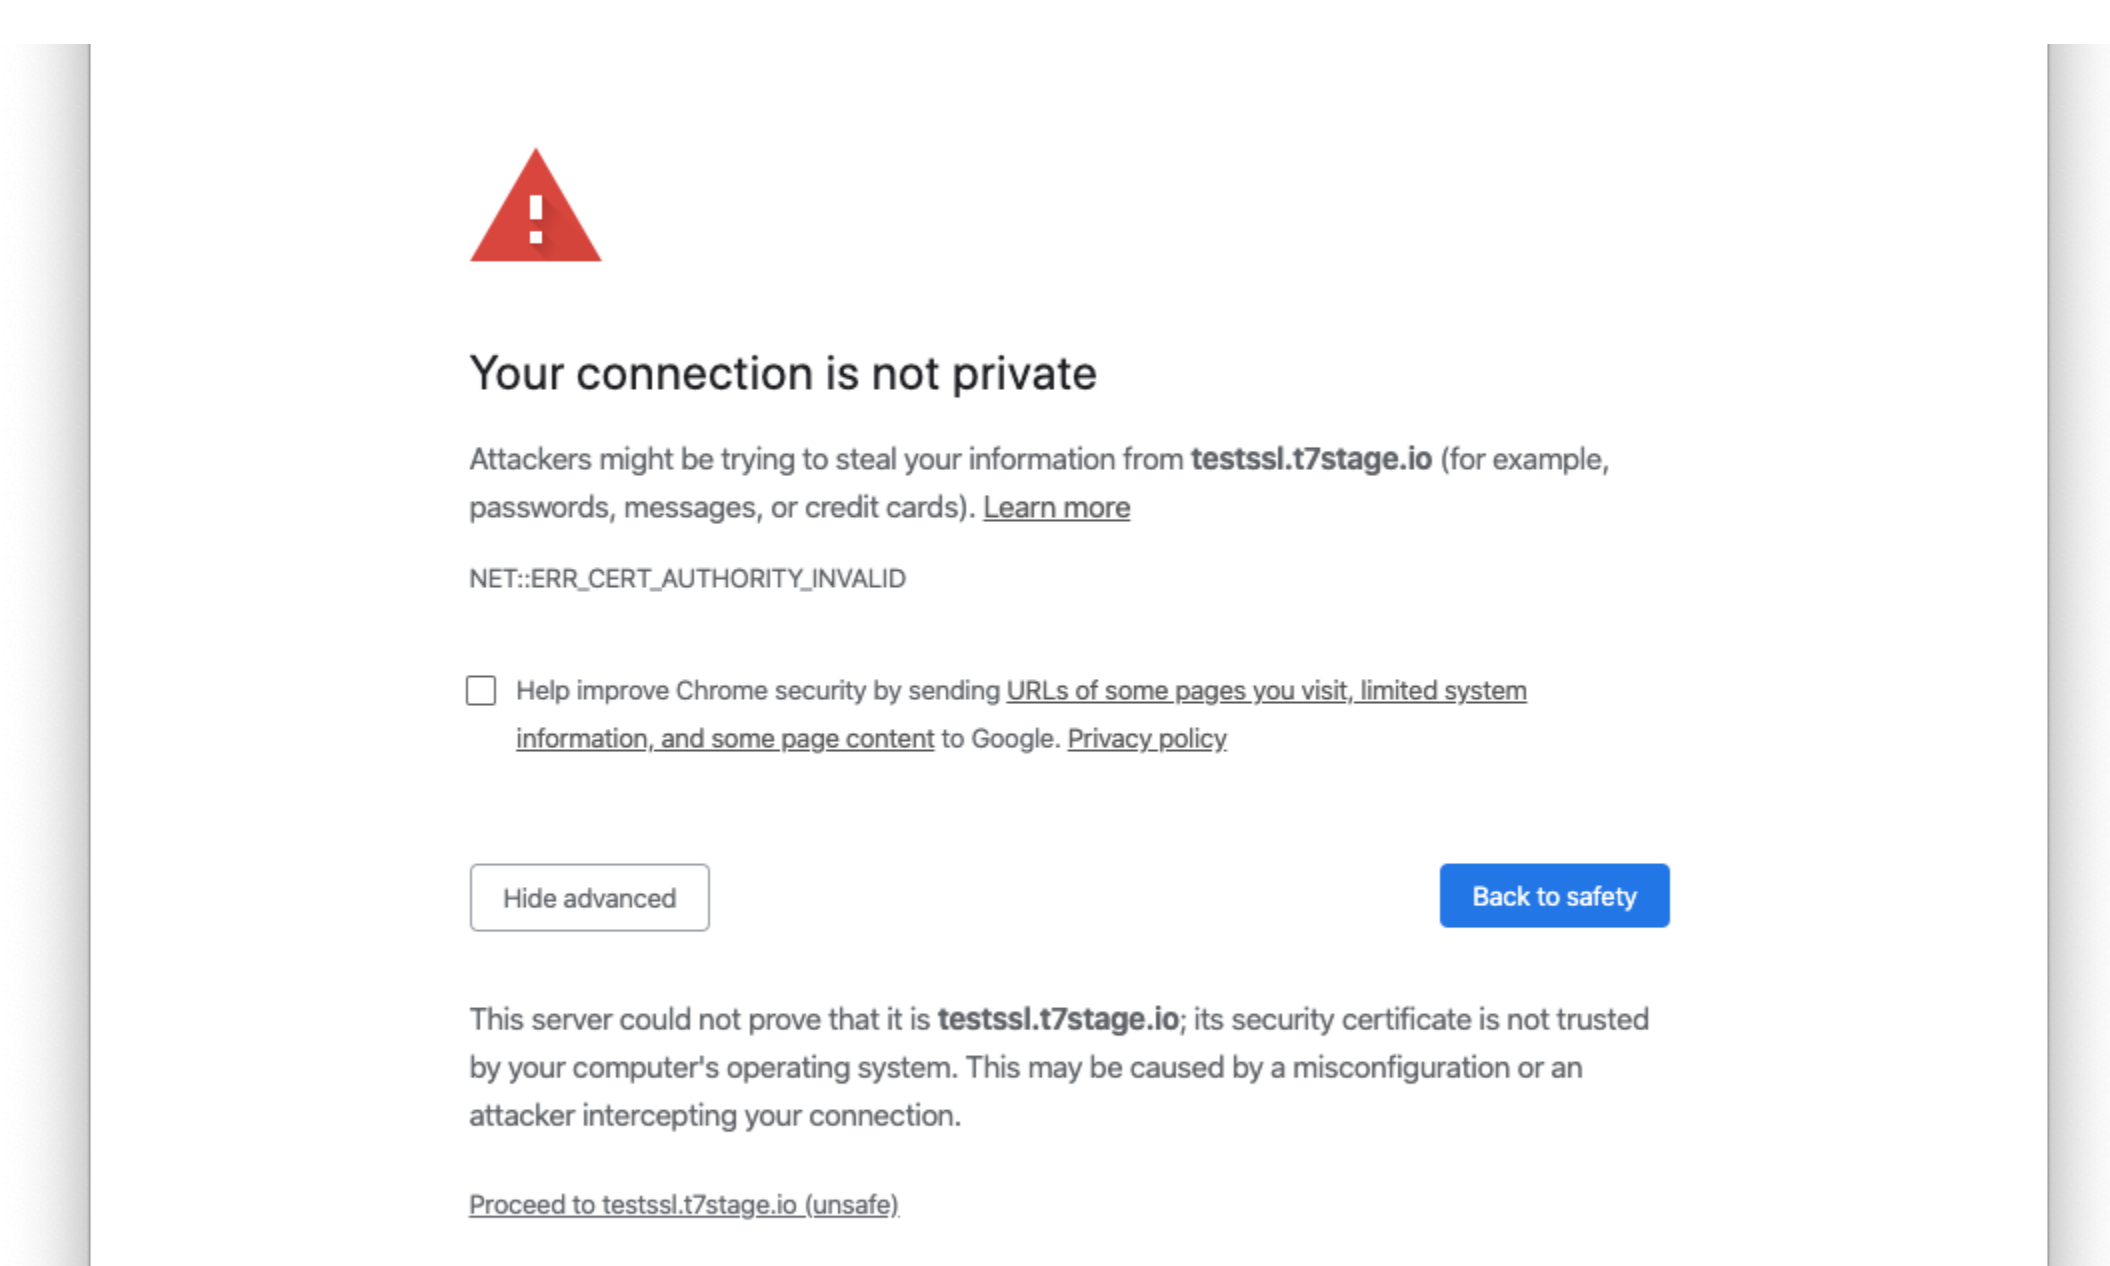 Your connection is not private
Attackers might be trying to steal your information from testssl.t7stage.io (for example,
passwords, messages, or credit cards). Learn more
NET::ERR_CERT_AUTHORITY_INVALID
Help improve Chrome security by sending URLs of some pages you visit, limited system
information, and some page content to Google. Privacy policy
Hide advanced
Back to safety
This server could not prove that it is testssl.t7stage.io; its security certificate is not trusted
by your computer's operating system. This may be caused by a misconfiguration or an
attacker intercepting your connection.
Proceed to testssl.t7stage.io (unsafe)